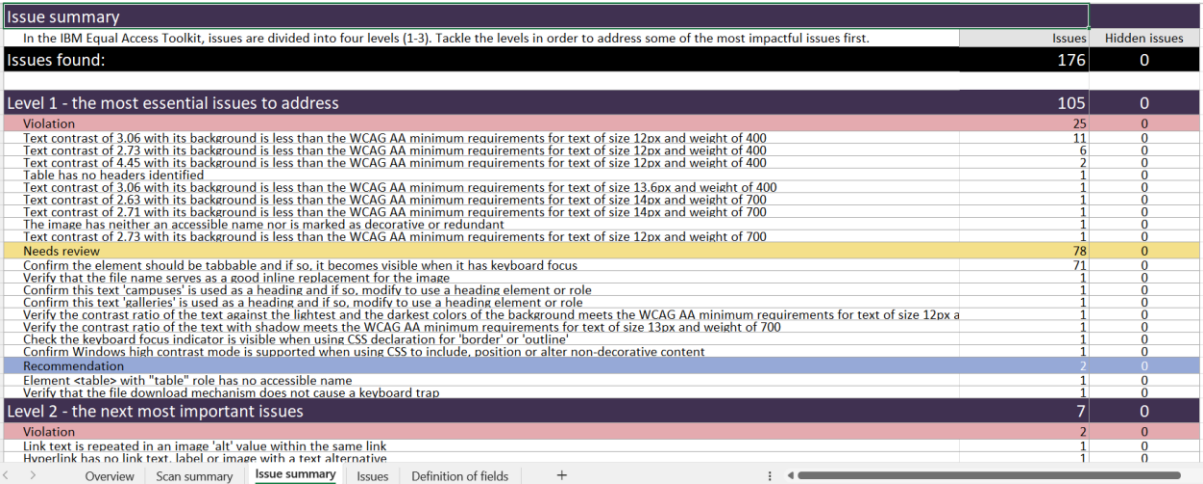 Issue summary
In the IBM Equal Access Toolkit, issues are divided into four levels (1-3). Tackle the levels in order to address some of the most impactful issues first. Issues Hidden issues
Issues found: 176 0
Level 1 - the most essential issues to address 105 0
Violation 25 0
Text contrast of 3.06 with its background is less than the WCAG AA minimum requirements for text of size 12px and weight of 400 11 0
Text contrast of 2.73 with its background is less than the WCAG AA minimum requirements for text of size 12px and weight of 400 6 0
Text contrast of 4.45 with its background is less than the WCAG AA minimum requirements for text of size 12px and weight of 400 2 0
Table has no headers identified 1 0
Text contrast of 3.06 with its background is less than the WCAG AA minimum requirements for text of size 13.6px and weight of 400 1 0
Text contrast of 2.63 with its background is less than the WCAG AA minimum requirements for text of size 14px and weight of 700 1 0
Text contrast of 2.71 with its background is less than the WCAG AA minimum requirements for text of size 14px and weight of 700 1 0
The image has neither an accessible name nor is marked as decorative or redundant 1 0
Text contrast of 2.73 with its background is less than the WCAG AA minimum requirements for text of size 12px and weight of 700 1 0
Needs review 78 0
Confirm the element should be tabbable and if so, it becomes visible when it has keyboard focus 71 0
Verify that the file name serves as a good inline replacement for the image 1 0
Confirm this text 'campuses' is used as a heading and if so, modify to use a heading element or role 1 0
Confirm this text 'galleries' is used as a heading and if so, modify to use a heading element or role 1 0
Verify the contrast ratio of the text against the lightest and the darkest colors of the background meets the WCAG AA minimum requirements for text of size 12px a 1 0
Verify the contrast ratio of the text with shadow meets the WCAG AA minimum requirements for text of size 13px and weight of 700 1 0
Check the keyboard focus indicator is visible when using CSS declaration for 'border' or 'outline' 1 0
Confirm Windows high contrast mode is supported when using CSS to include, position or alter non-decorative content 1 0
Recommendation 2 0
Element <table> with "table" role has no accessible name 1 0
Verify that the file download mechanism does not cause a keyboard trap 1 0
Level 2 - the next most important issues 7 0
Violation 2 0
Link text is repeated in an image 'alt' value within the same link 1 0
Hyperlink has no link text, label or image with a text alternative 1 0
Overview Scan summary Issue summary Issues Definition of fields